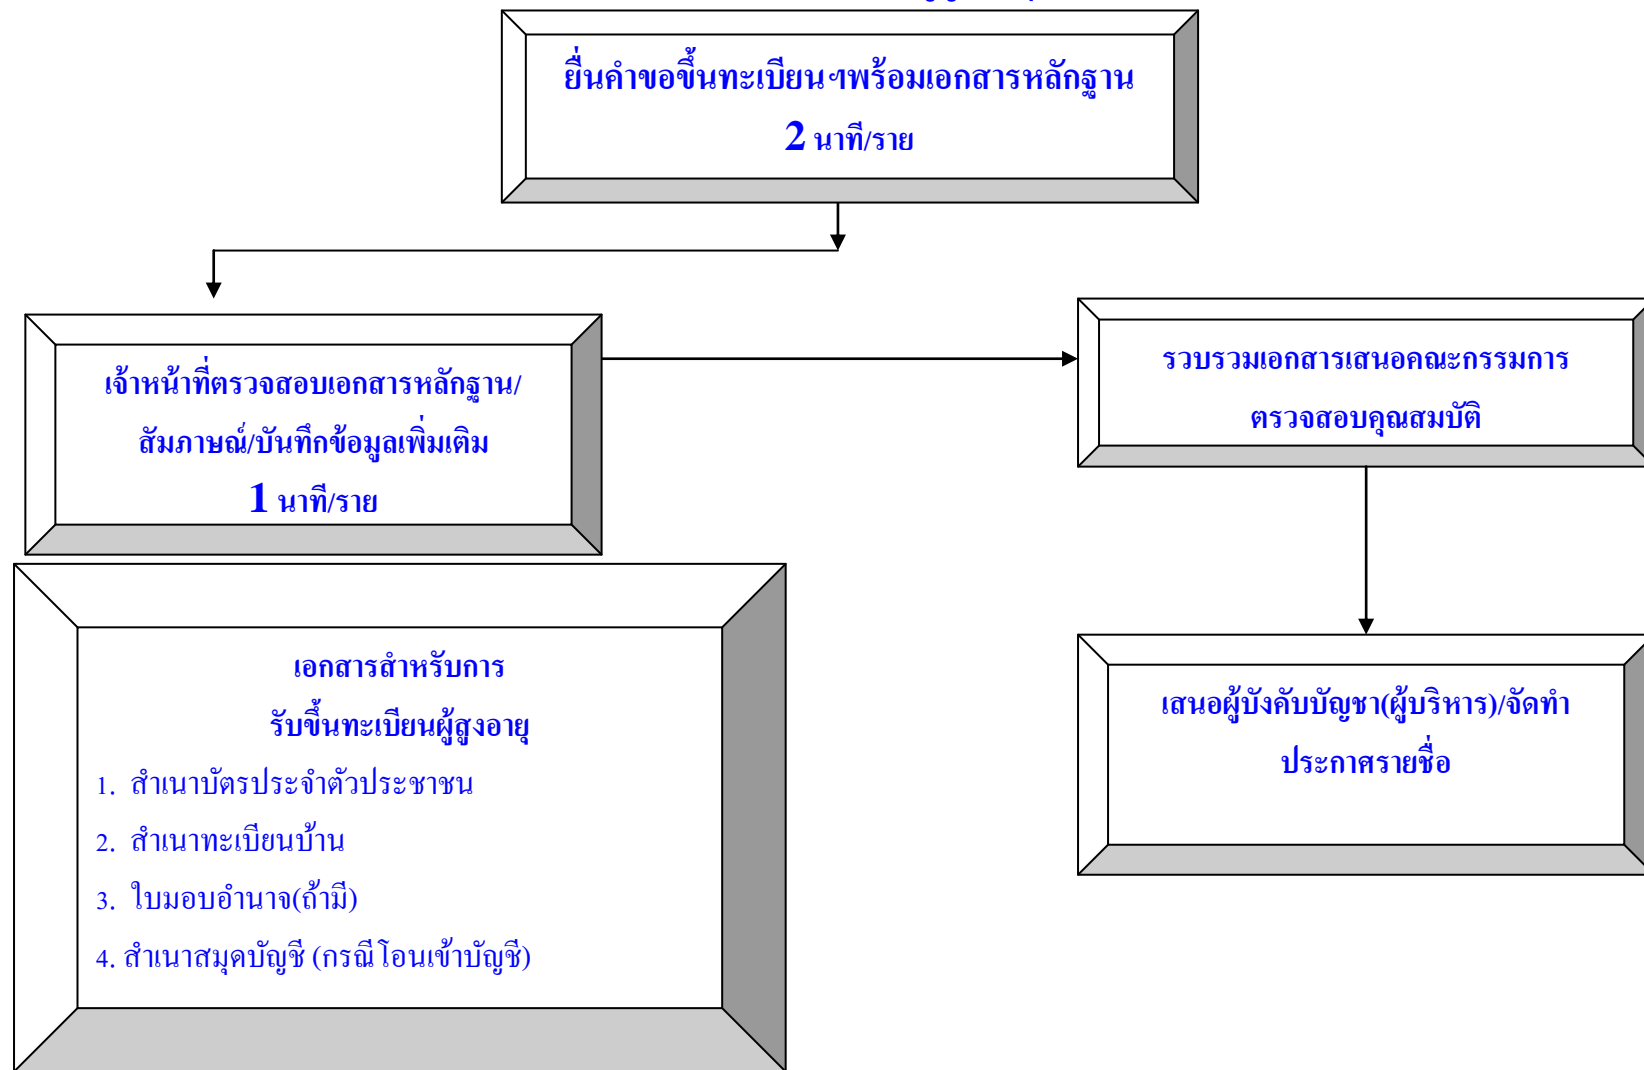 ยื่นคำขอขึ้นทะเบียนฯพร้อมเอกสารหลักฐาน
2 นาที/ราย
เจ้าหน้าที่ตรวจสอบเอกสารหลักฐาน/
สัมภาษณ์/บันทึกข้อมูลเพิ่มเติม
1 นาที/ราย
รวบรวมเอกสารเสนอคณะกรรมการ
ตรวจสอบคุณสมบัติ
เสนอผู้บังคับบัญชา(ผู้บริหาร)/จัดทำ
ประกาศรายชื่อ
เอกสารสำหรับการ
รับขึ้นทะเบียนผู้สูงอายุ
1. สำเนาบัตรประจำตัวประชาชน
2. สำเนาทะเบียนบ้าน
3. ใบมอบอำนาจ(ถ้ามี)
4. สำเนาสมุดบัญชี (กรณีโอนเข้าบัญชี)